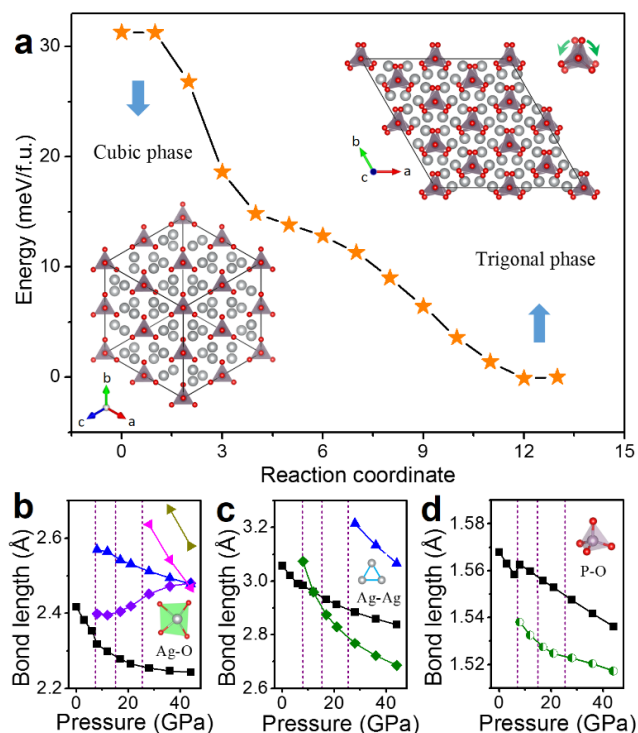 a
Energy (meV/f.u.)
30
20
10
0
Cubic phase
Trigonal phase
b
c
a
b
c
a
0 3 6 9 12 15
Reaction coordinate
b
Bond length (Å)
2.6
2.4
2.2
Ag-O
0 20 40
Pressure (GPa)
c
Bond length (Å)
3.2
3.0
2.8
2.6
Ag-Ag
0 20 40
Pressure (GPa)
d
Bond length (Å)
1.58
1.56
1.54
1.52
P-O
0 20 40
Pressure (GPa)